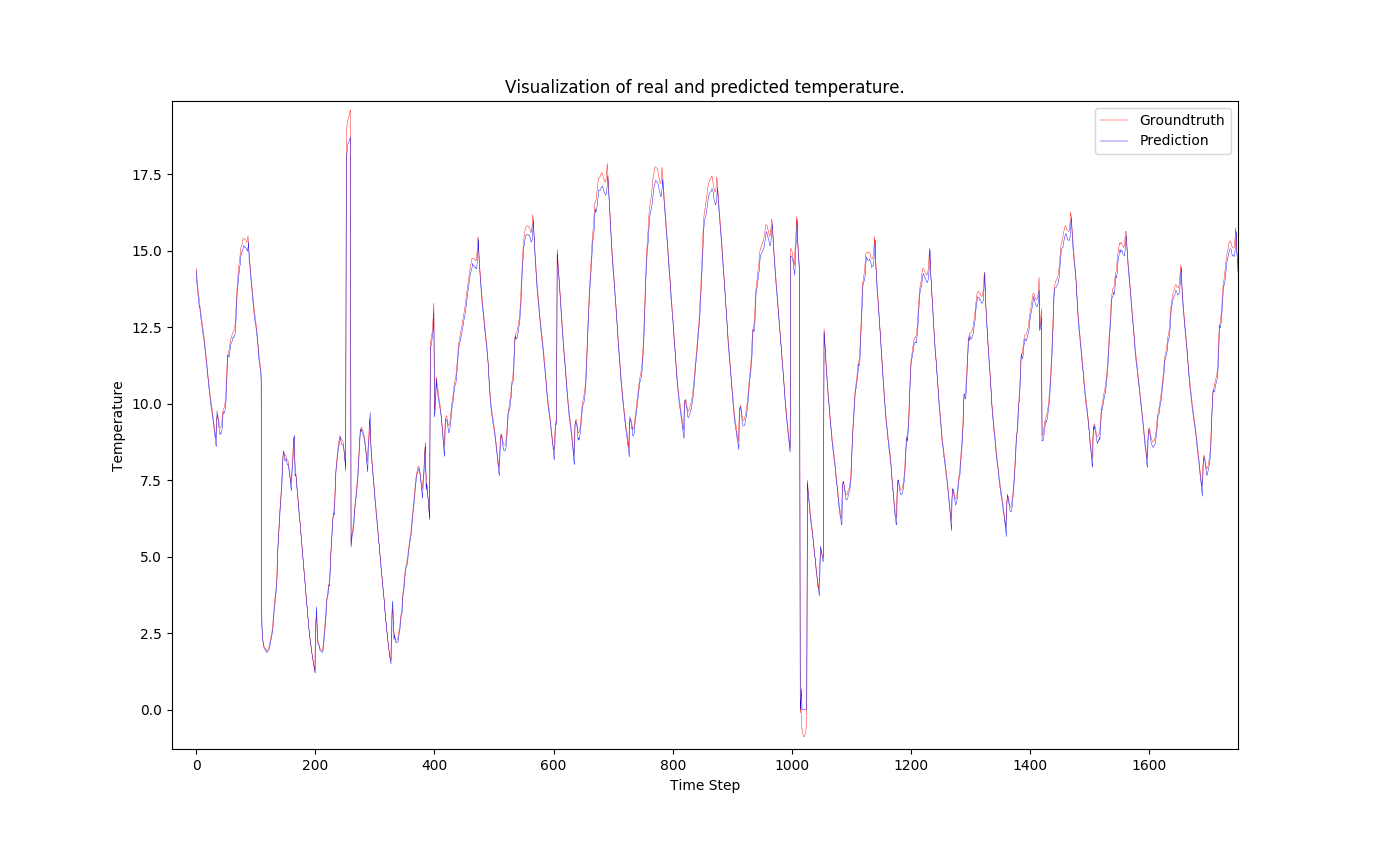 Visualization of real and predicted temperature.
Groundtruth
Prediction
17.5
15.0
12.5
10.0
7.5
5.0
2.5
0.0
Temperature
0 200 400 600 800 1000 1200 1400 1600
Time Step